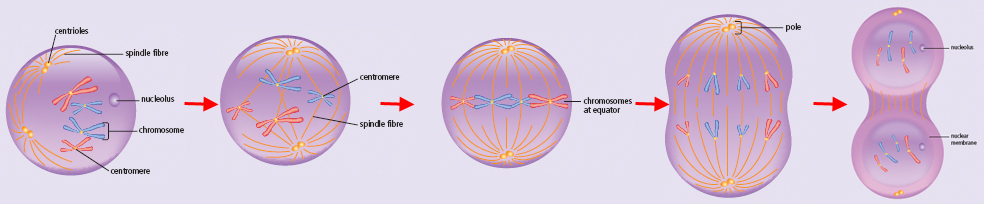 centrioles
spindle fibre
nucleolus
chromosome
centromere
centromere
spindle fibre
chromosomes
at equator
pole
nucleolus
nuclear
membrane